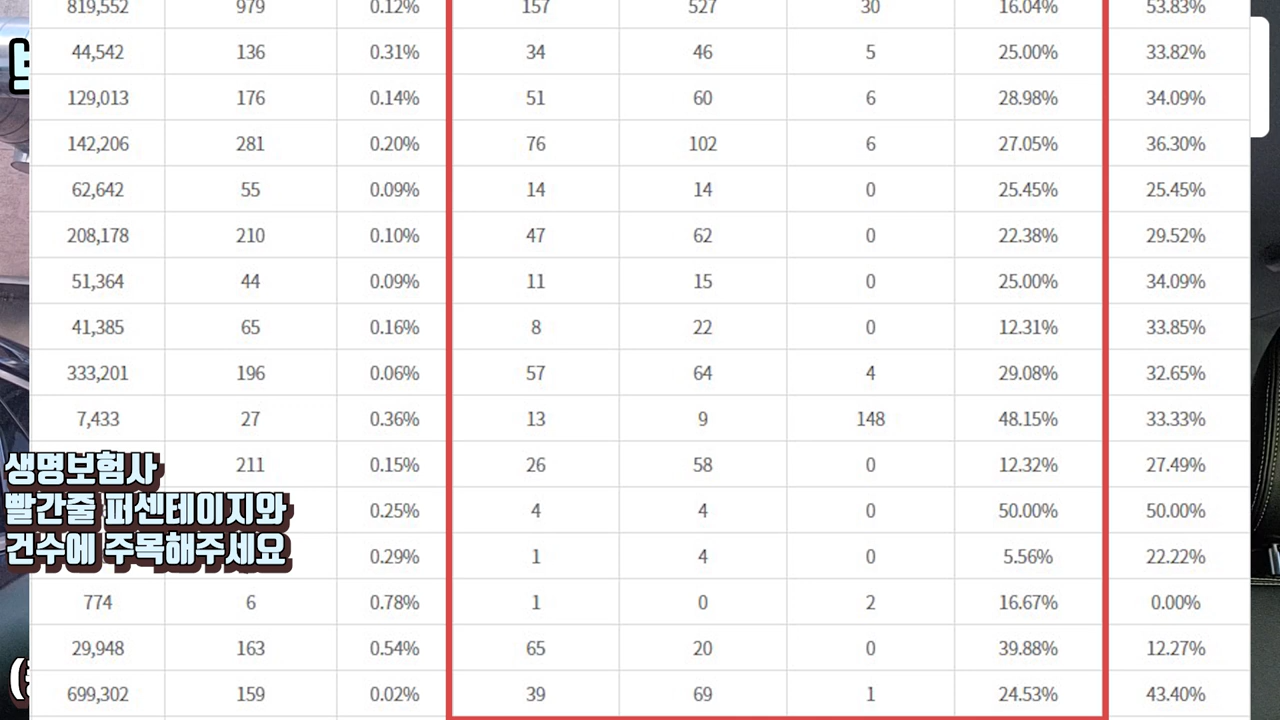 819,552 979 0.12% 157 527 30 16.04% 53.83%
44,542 136 0.31% 34 46 5 25.00% 33.82%
129,013 176 0.14% 51 60 6 28.98% 34.09%
142,206 281 0.20% 76 102 6 27.05% 36.30%
62,642 55 0.09% 14 14 0 25.45% 25.45%
208,178 210 0.10% 47 62 0 22.38% 29.52%
51,364 44 0.09% 11 15 0 25.00% 34.09%
41,385 65 0.16% 8 22 0 12.31% 33.85%
333,201 196 0.06% 57 64 4 29.08% 32.65%
7,433 27 0.36% 13 9 148 48.15% 33.33%
211 0.15% 26 58 0 12.32% 27.49%
0.25% 4 4 0 50.00% 50.00%
0.29% 1 4 0 5.56% 22.22%
774 6 0.78% 1 0 2 16.67% 0.00%
29,948 163 0.54% 65 20 0 39.88% 12.27%
699,302 159 0.02% 39 69 1 24.53% 43.40%
생명보험사
빨간줄 퍼센테이지와
건수에 주목해주세요